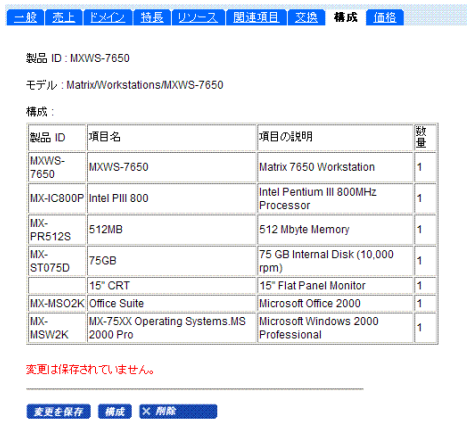 一般 売上 ドメイン 特長 リソース 関連項目 交換 構成 価格
製品 ID : MXWS-7650
モデル : Matrix/Workstations/MXWS-7650
構成 :
製品 ID 項目名 項目の説明 数量
MXWS-7650 MXWS-7650 Matrix 7650 Workstation 1
MX-IC800P Intel PIII 800 Intel Pentium III 800MHz Processor 1
MX-PR512S 512MB 512 Mbyte Memory 1
MX-ST075D 75GB 75 GB Internal Disk (10,000 rpm) 1
15" CRT 15" Flat Panel Monitor 1
MX-MSO2K Office Suite Microsoft Office 2000 1
MX-MSW2K MX-75XX Operating Systems.MS 2000 Pro Microsoft Windows 2000 Professional 1
変更は保存されていません。
変更を保存 構成 × 削除